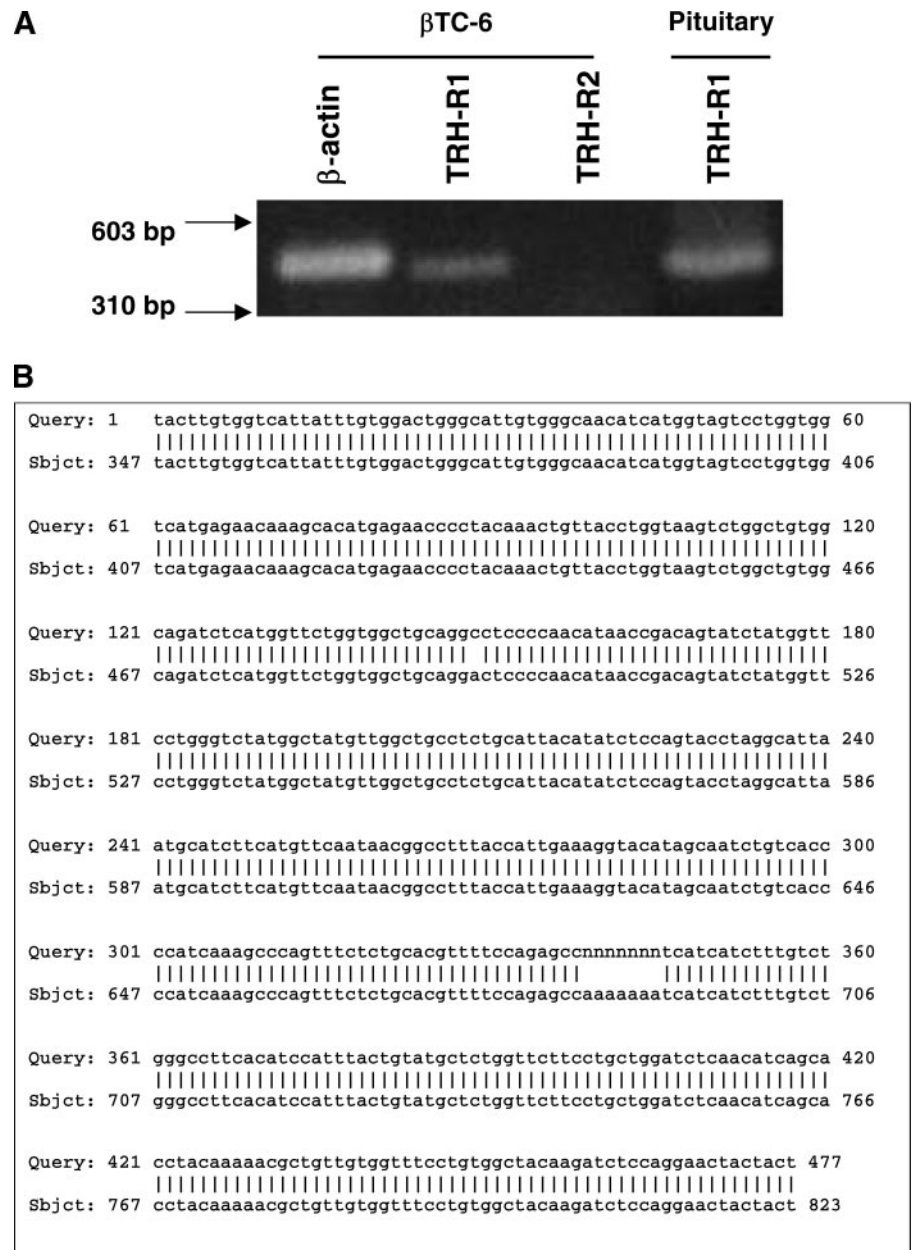 A
βTC-6 Pituitary
β-actin TRH-R1 TRH-R2 TRH-R1
603 bp
310 bp
B
Query: 1 tacttgtggtcattatttgtggactgggcattgtgggcaacatcatggtagtcctggtgg 60
||||||||||||||||||||||||||||||||||||||||||||||||||||||||||||
Sbjct: 347 tacttgtggtcattatttgtggactgggcattgtgggcaacatcatggtagtcctggtgg 406
Query: 61 tcatgagaacaaagcacatgagaacccctacaaactgttacctggtaagtctggctgtgg 120
||||||||||||||||||||||||||||||||||||||||||||||||||||||||||||
Sbjct: 407 tcatgagaacaaagcacatgagaacccctacaaactgttacctggtaagtctggctgtgg 466
Query: 121 cagatctcatggttctggtggctgcaggcctccccaacataaccgacagtatctatggtt 180
|||||||||||||||||||||||||||| |||||||||||||||||||||||||||||||
Sbjct: 467 cagatctcatggttctggtggctgcaggactccccaacataaccgacagtatctatggtt 526
Query: 181 cctgggtctatggctatgttggctgcctctgcattacatatctccagtacctaggcatta 240
||||||||||||||||||||||||||||||||||||||||||||||||||||||||||||
Sbjct: 527 cctgggtctatggctatgttggctgcctctgcattacatatctccagtacctaggcatta 586
Query: 241 atgcatcttcatgttcaataacggcctttaccattgaaaggtacatagcaatctgtcacc 300
||||||||||||||||||||||||||||||||||||||||||||||||||||||||||||
Sbjct: 587 atgcatcttcatgttcaataacggcctttaccattgaaaggtacatagcaatctgtcacc 646
Query: 301 ccatcaaagcccagtttctctgcacgttttccagagccnnnnnnntcatcatctttgtct 360
|||||||||||||||||||||||||||||||||||||| |||||||||||||||
Sbjct: 647 ccatcaaagcccagtttctctgcacgttttccagagccaaaaaaatcatcatctttgtct 706
Query: 361 gggccttcacatccatttactgtatgctctggttcttcctgctggatctcaacatcagca 420
||||||||||||||||||||||||||||||||||||||||||||||||||||||||||||
Sbjct: 707 gggccttcacatccatttactgtatgctctggttcttcctgctggatctcaacatcagca 766
Query: 421 cctacaaaaacgctgttgtggtttcctgtggctacaagatctccaggaactactact 477
|||||||||||||||||||||||||||||||||||||||||||||||||||||||||
Sbjct: 767 cctacaaaaacgctgttgtggtttcctgtggctacaagatctccaggaactactact 823